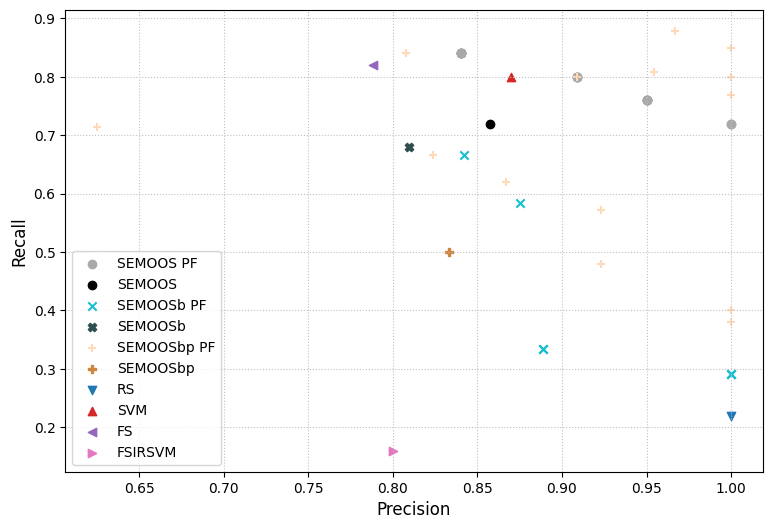 0.9
0.8
0.7
0.6
0.5
0.4
0.3
0.2
Recall
SEMOOS PF
SEMOOS
SEMOOSb PF
SEMOOSb
SEMOOSbp PF
SEMOOSbp
RS
SVM
FS
FSIRSVM
0.65 0.70 0.75 0.80 0.85 0.90 0.95 1.00
Precision